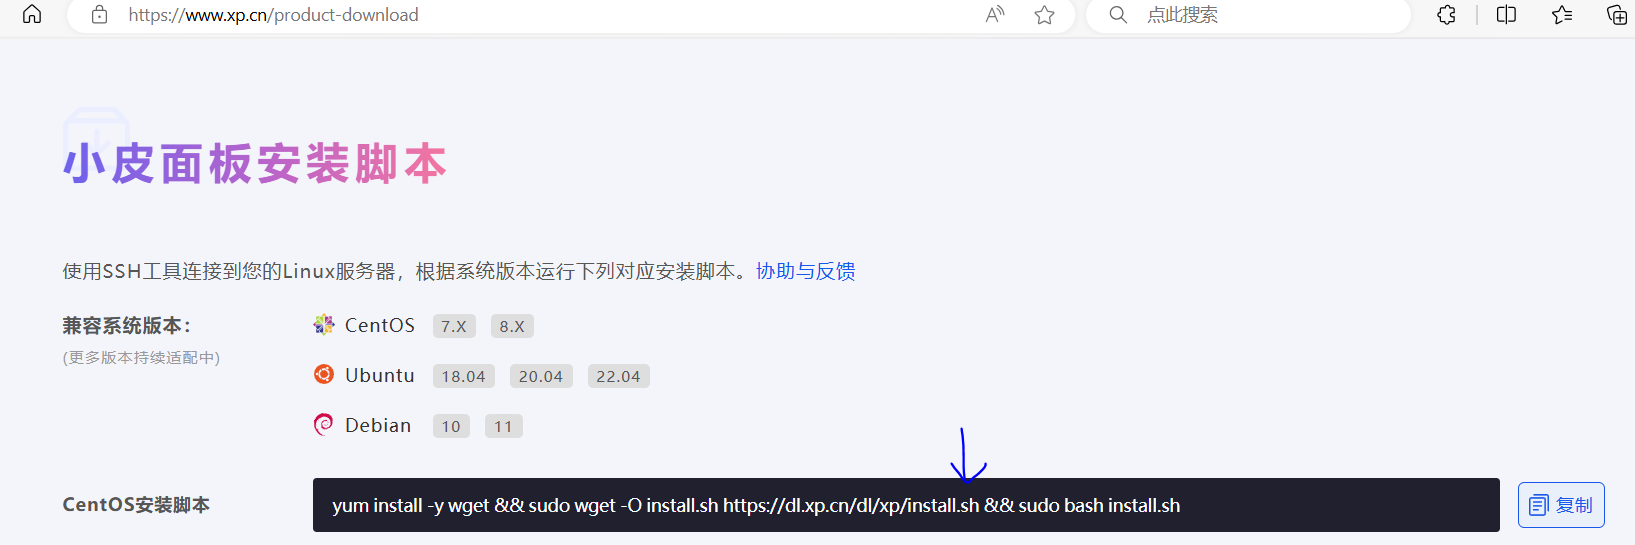 https://www.xp.cn/product-download
A))
点此搜索
小皮面板安装脚本
使用SSH工具连接到您的Linux服务器，根据系统版本运行下列对应安装脚本。协助与反馈
兼容系统版本：
CentOS 7.X 8.X
(更多版本持续适配中)
Ubuntu 18.04 20.04 22.04
Debian 10 11
CentOS安装脚本
yum install -y wget && sudo wget -O install.sh https://dl.xp.cn/dl/xp/install.sh && sudo bash install.sh
复制